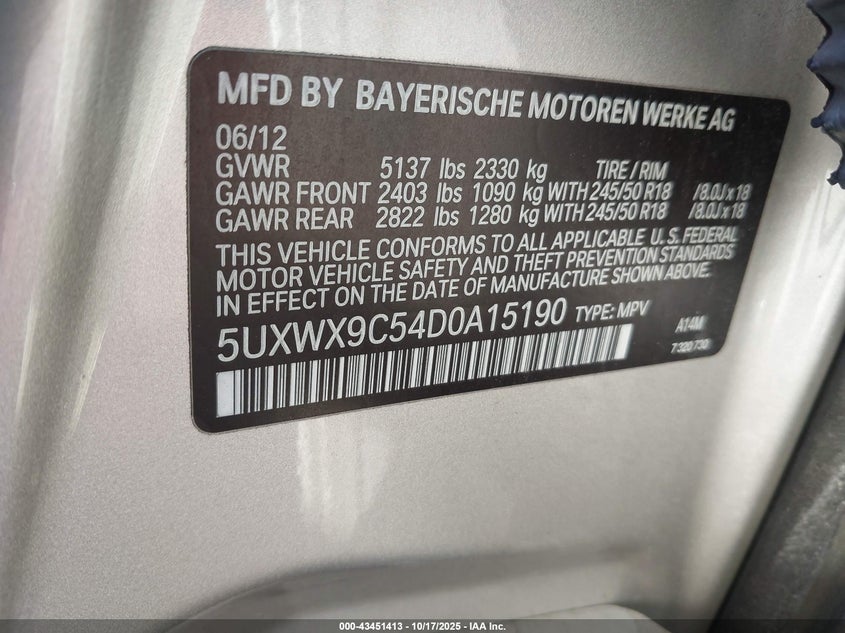 MFD BY BAYERISCHE MOTOREN WERKE AG
06/12
GVWR 5137 lbs 2330 kg TIRE / RIM
GAWR FRONT 2403 lbs 1090 kg WITH 245/50 R18 /8.0J x 18
GAWR REAR 2822 lbs 1280 kg WITH 245/50 R18 /8.0J x 18
THIS VEHICLE CONFORMS TO ALL APPLICABLE U.S. FEDERAL
MOTOR VEHICLE SAFETY AND THEFT PREVENTION STANDARDS
IN EFFECT ON THE DATE OF MANUFACTURE SHOWN ABOVE.
5UXWX9C54D0A15190 TYPE: MPV A14M
7 320 730
000-43451413 | 10/17/2025 - IAA Inc.